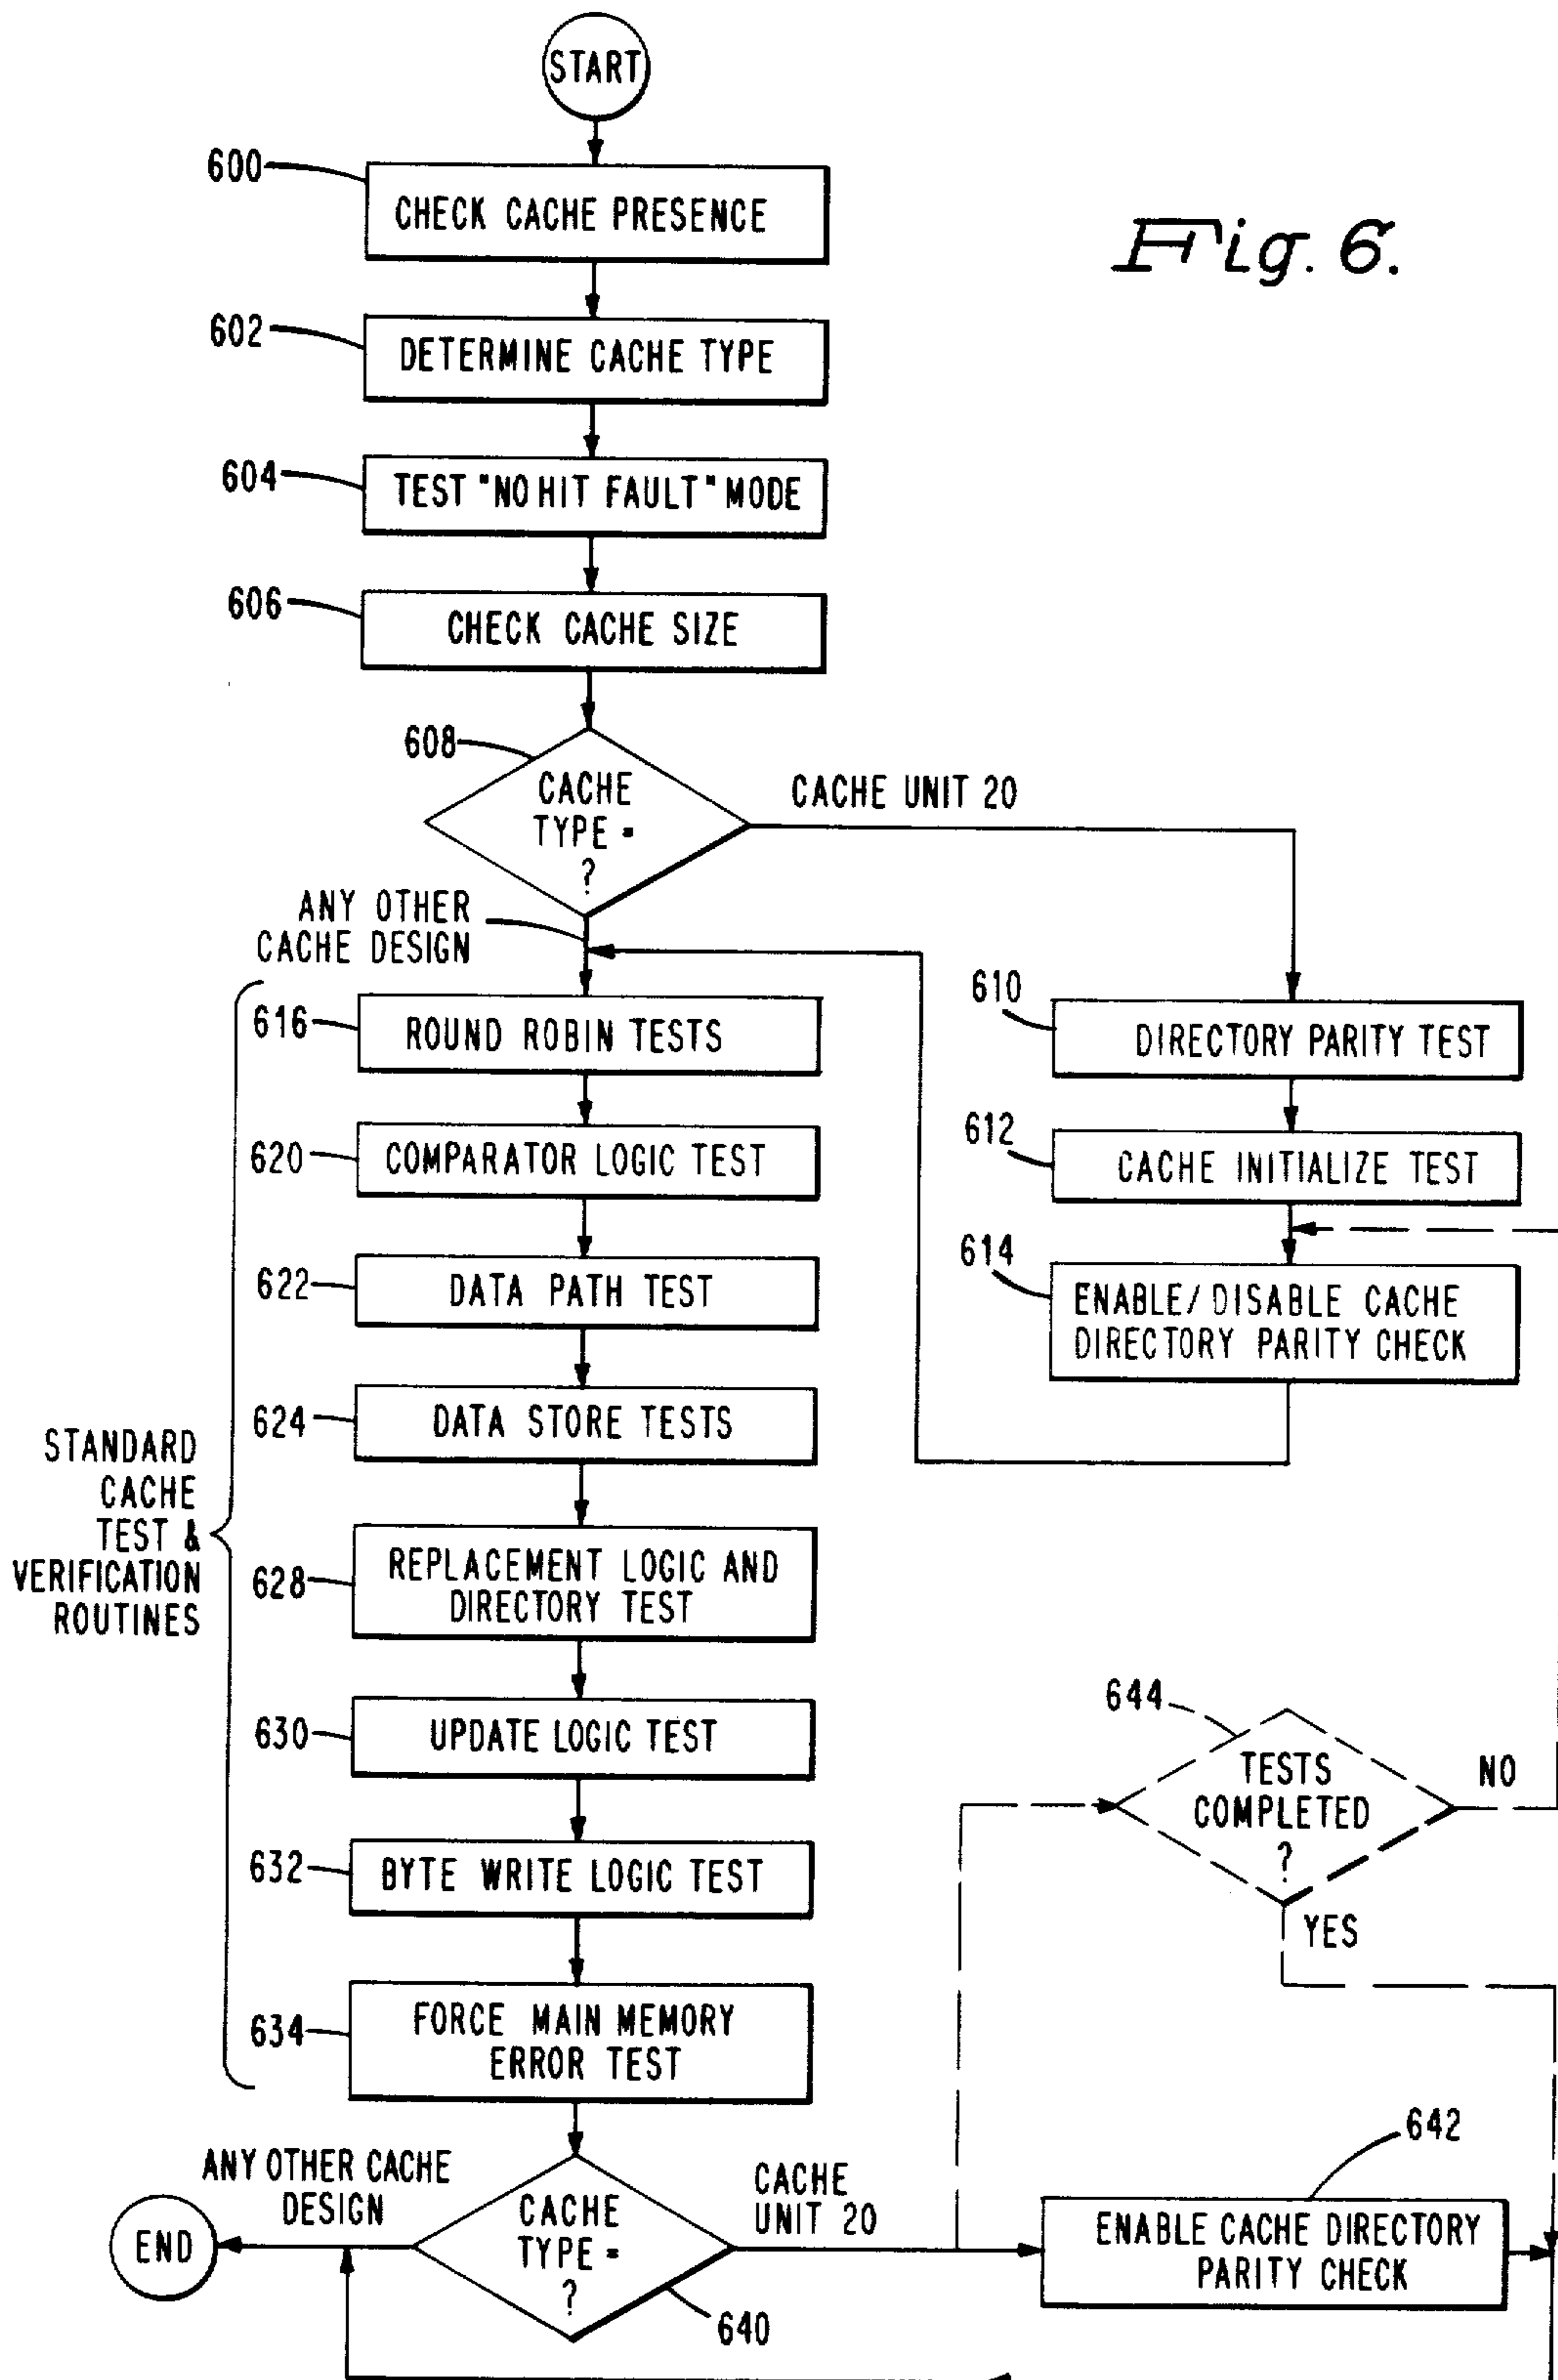 START
600
CHECK CACHE PRESENCE
Fig. 6.
602
DETERMINE CACHE TYPE
604
TEST "NO HIT FAULT" MODE
606
CHECK CACHE SIZE
608
CACHE
TYPE =
?
CACHE UNIT 20
ANY OTHER
CACHE DESIGN
610
DIRECTORY PARITY TEST
612
CACHE INITIALIZE TEST
614
ENABLE/DISABLE CACHE
DIRECTORY PARITY CHECK
616
ROUND ROBIN TESTS
620
COMPARATOR LOGIC TEST
622
DATA PATH TEST
624
DATA STORE TESTS
STANDARD
CACHE
TEST &
VERIFICATION
ROUTINES
628
REPLACEMENT LOGIC AND
DIRECTORY TEST
630
UPDATE LOGIC TEST
632
BYTE WRITE LOGIC TEST
634
FORCE MAIN MEMORY
ERROR TEST
644
TESTS
COMPLETED
?
NO
YES
ANY OTHER CACHE
DESIGN
END
CACHE
TYPE =
?
640
CACHE
UNIT 20
642
ENABLE CACHE DIRECTORY
PARITY CHECK